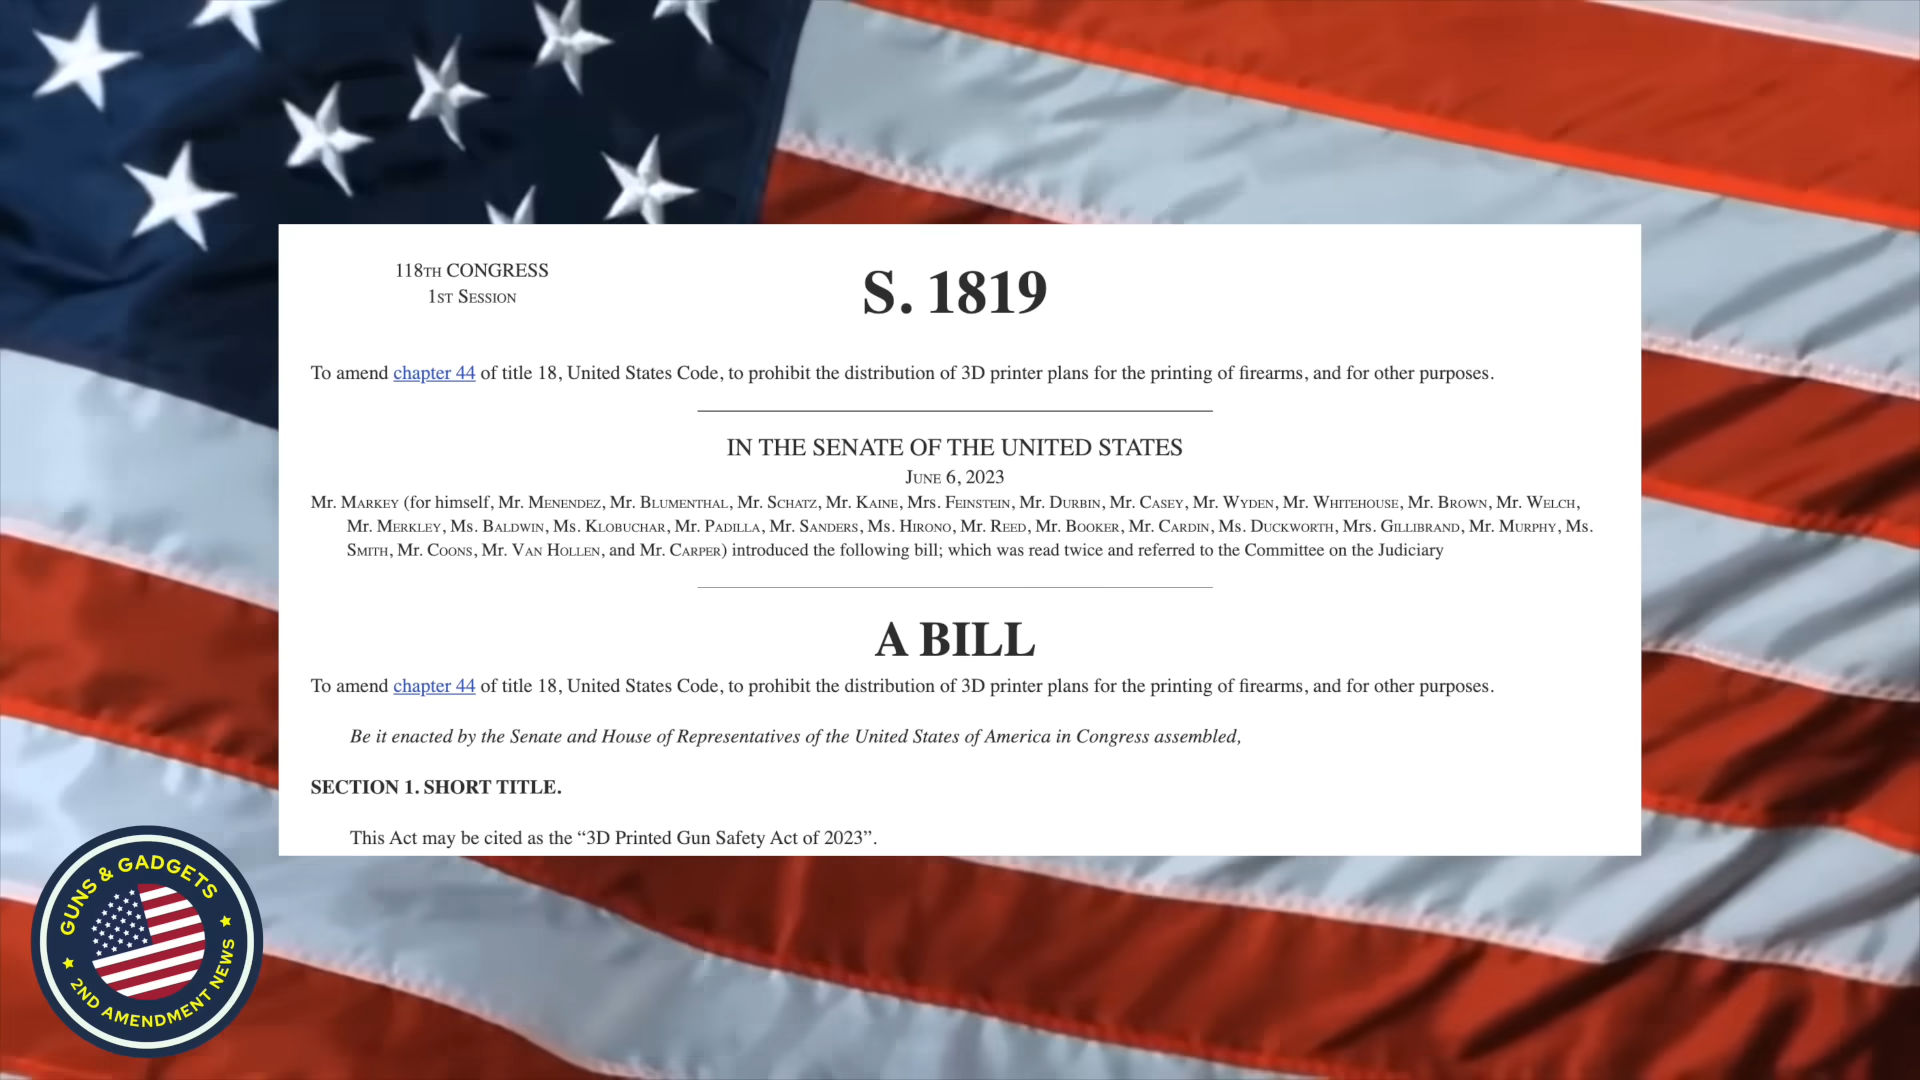 118TH CONGRESS
1ST SESSION
S. 1819
To amend chapter 44 of title 18, United States Code, to prohibit the distribution of 3D printer plans for the printing of firearms, and for other purposes.
IN THE SENATE OF THE UNITED STATES
JUNE 6, 2023
Mr. MARKEY (for himself, Mr. MENENDEZ, Mr. BLUMENTHAL, Mr. SCHATZ, Mr. KAINE, Mrs. FEINSTEIN, Mr. DURBIN, Mr. CASEY, Mr. WYDEN, Mr. WHITEHOUSE, Mr. BROWN, Mr. WELCH,
Mr. MERKLEY, Ms. BALDWIN, Ms. KLOBUCHAR, Mr. PADILLA, Mr. SANDERS, Ms. HIRONO, Mr. REED, Mr. BOOKER, Mr. CARDIN, Ms. DUCKWORTH, Mrs. GILLIBRAND, Mr. MURPHY, Ms.
SMITH, Mr. COONS, Mr. VAN HOLLEN, and Mr. CARPER) introduced the following bill; which was read twice and referred to the Committee on the Judiciary
A BILL
To amend chapter 44 of title 18, United States Code, to prohibit the distribution of 3D printer plans for the printing of firearms, and for other purposes.
Be it enacted by the Senate and House of Representatives of the United States of America in Congress assembled,
SECTION 1. SHORT TITLE.
This Act may be cited as the “3D Printed Gun Safety Act of 2023”.
GUNS & GADGETS
2ND AMENDMENT NEWS